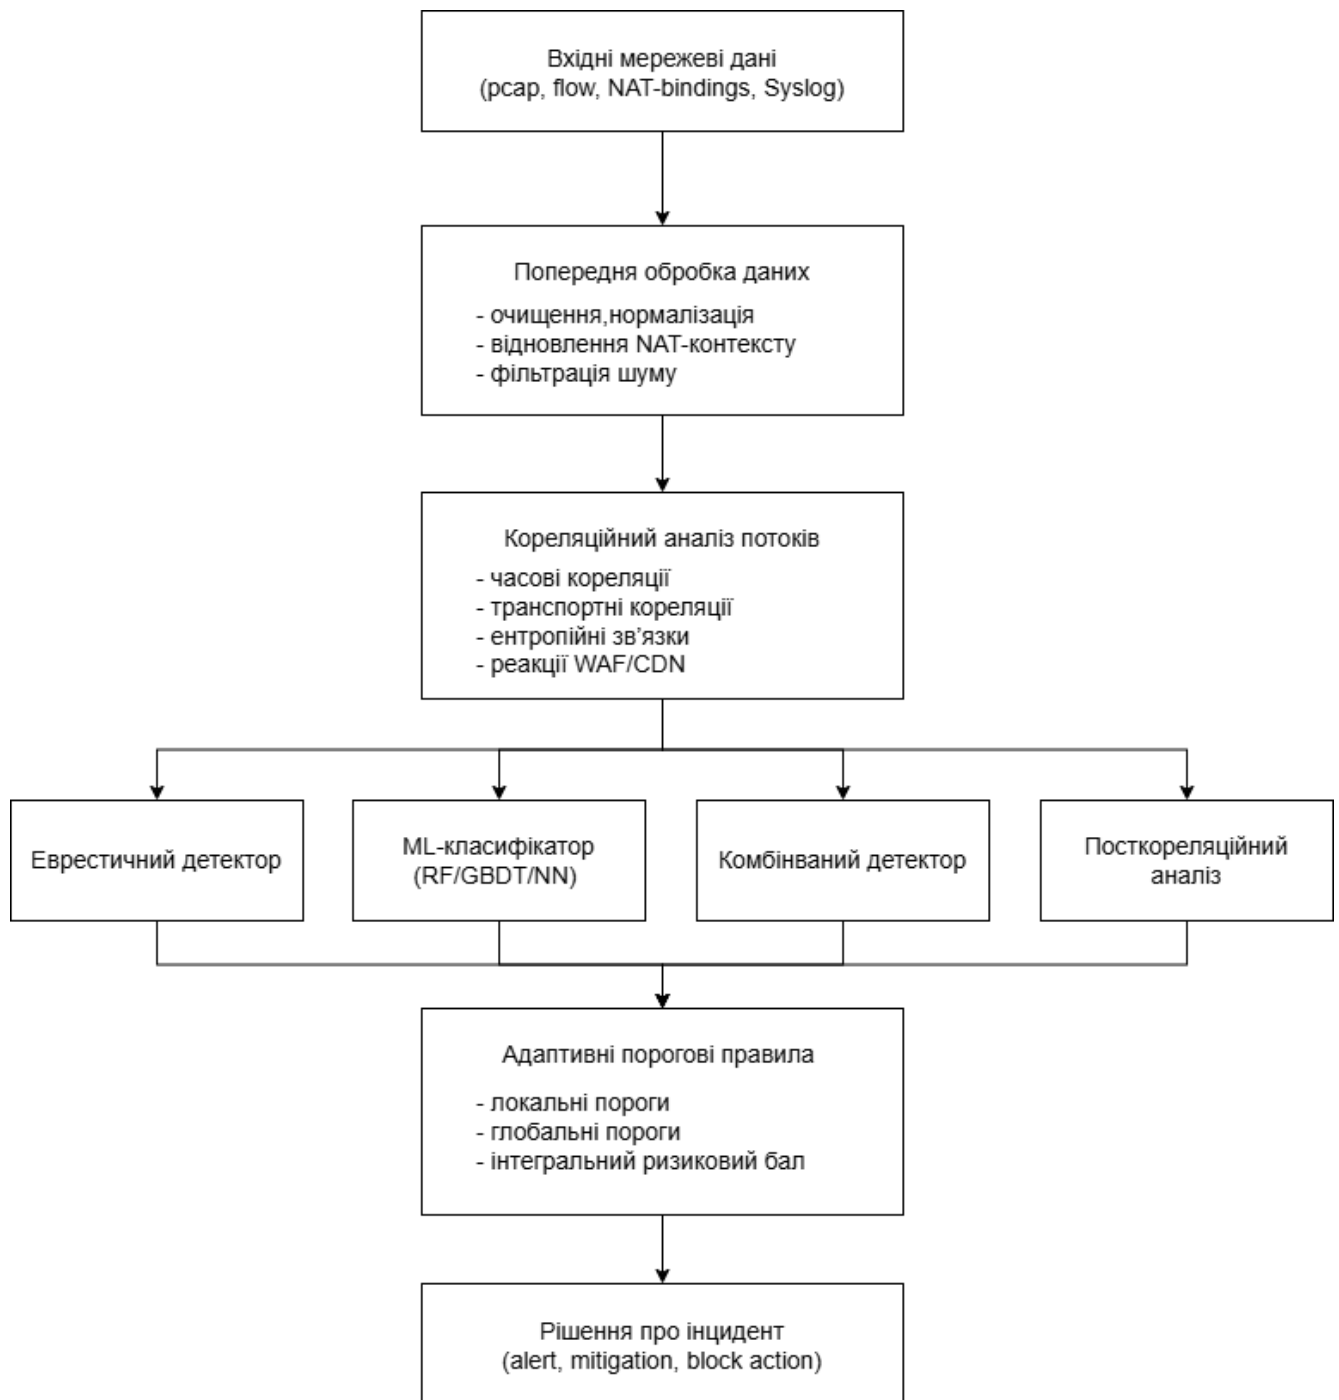 Вхідні мережеві дані
(pcap, flow, NAT-bindings, Syslog)
Попередня обробка даних
- очищення,нормалізація
- відновлення NAT-контексту
- фільтрація шуму
Кореляційний аналіз потоків
- часові кореляції
- транспортні кореляції
- ентропійні зв’язки
- реакції WAF/CDN
Еврестичний детектор
ML-класифікатор
(RF/GBDT/NN)
Комбінваний детектор
Посткореляційний
аналіз
Адаптивні порогові правила
- локальні пороги
- глобальні пороги
- інтегральний ризиковий бал
Рішення про інцидент
(alert, mitigation, block action)